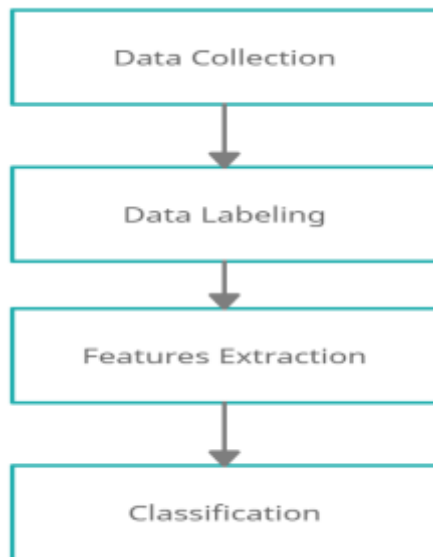 Data Collection
Data Labeling
Features Extraction
Classification